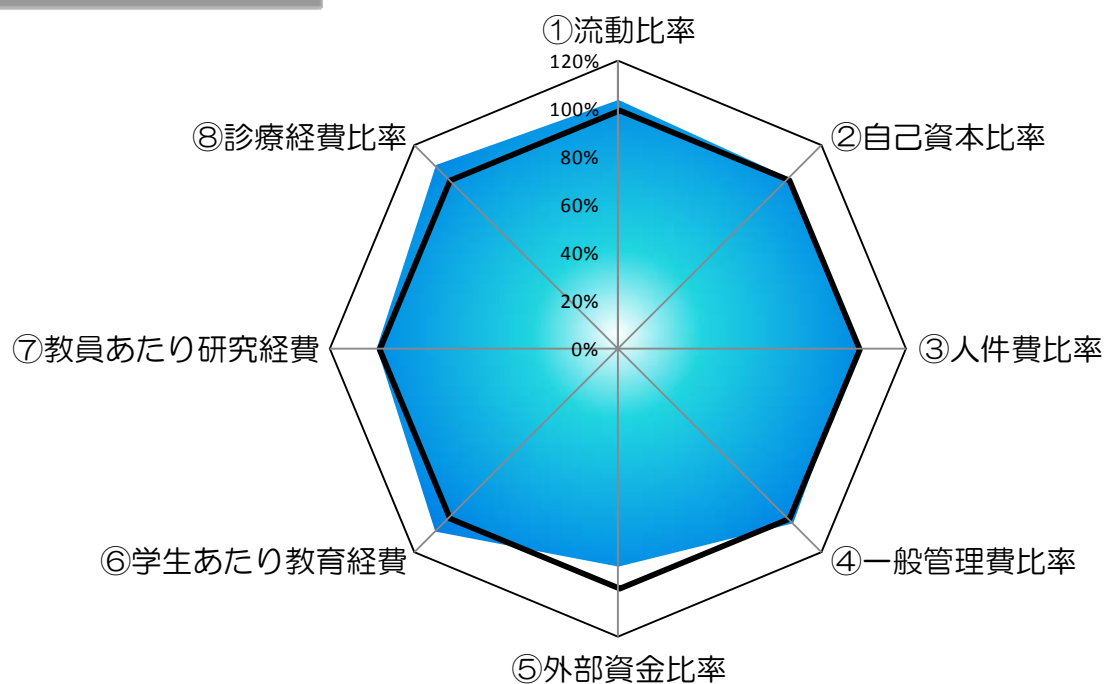 ①流動比率
120%
100%
80%
60%
40%
20%
0%
②自己資本比率
③人件費比率
④一般管理費比率
⑤外部資金比率
⑥学生あたり教育経費
⑦教員あたり研究経費
⑧診療経費比率